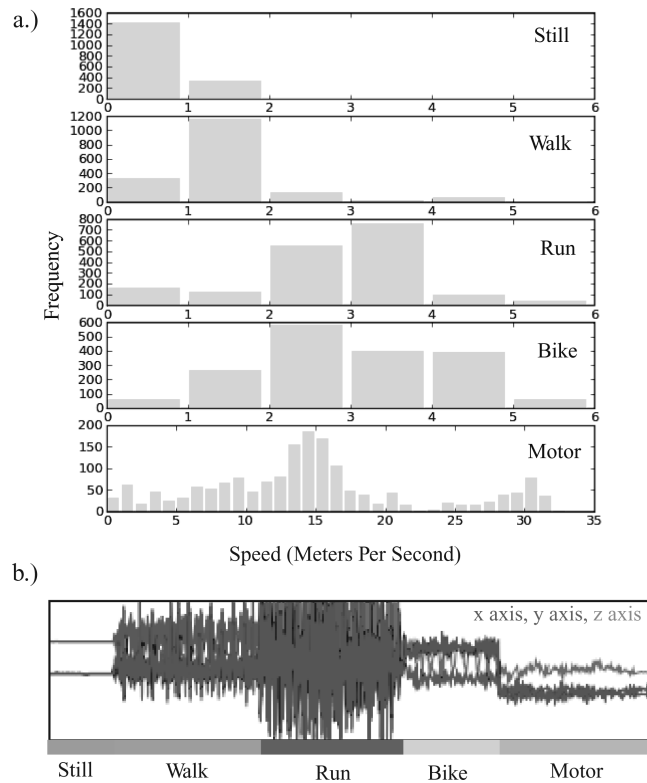 a.)
1600
1400
1200
1000
800
600
400
200
0
Still
0 1 2 3 4 5 6
1200
1000
800
600
400
200
0
Walk
0 1 2 3 4 5 6
800
700
600
500
400
300
200
100
0
Run
0 1 2 3 4 5 6
Frequency
600
500
400
300
200
100
0
Bike
0 1 2 3 4 5 6
200
150
100
50
0
Motor
0 5 10 15 20 25 30 35
Speed (Meters Per Second)
b.)
x axis, y axis, z axis
Still Walk Run Bike Motor